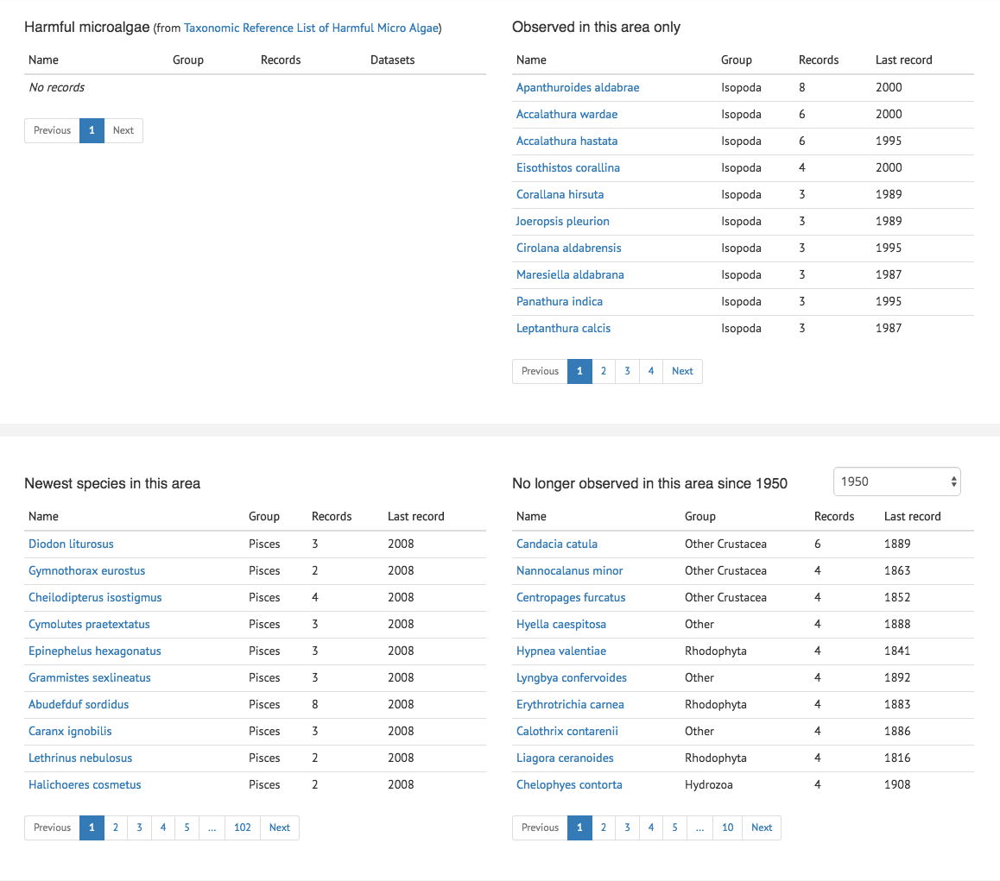 Harmful microalgae (from Taxonomic Reference List of Harmful Micro Algae)
Name Group Records Datasets
No records
Previous 1 Next
Observed in this area only
Name Group Records Last record
Apanthuroides aldabrae Isopoda 8 2000
Accalathura wardae Isopoda 6 2000
Accalathura hastata Isopoda 6 1995
Eisothistos corallina Isopoda 4 2000
Corallana hirsuta Isopoda 3 1989
Joeropsis pleurion Isopoda 3 1989
Cirolana aldabrensis Isopoda 3 1995
Maresiella aldabrana Isopoda 3 1987
Panathura indica Isopoda 3 1995
Leptanthura calcis Isopoda 3 1987
Previous 1 2 3 4 Next
Newest species in this area
Name Group Records Last record
Diodon liturosus Pisces 3 2008
Gymnothorax eurostus Pisces 2 2008
Cheilodipterus isostigmus Pisces 4 2008
Cymolutes praetextatus Pisces 3 2008
Epinephelus hexagonatus Pisces 3 2008
Grammistes sexlineatus Pisces 3 2008
Abudefduf sordidus Pisces 8 2008
Caranx ignobilis Pisces 3 2008
Lethrinus nebulosus Pisces 2 2008
Halichoeres cosmetus Pisces 2 2008
Previous 1 2 3 4 5 ... 102 Next
No longer observed in this area since 1950 1950
Name Group Records Last record
Candacia catula Other Crustacea 6 1889
Nannocalanus minor Other Crustacea 4 1863
Centropages furcatus Other Crustacea 4 1852
Hyella caespitosa Other 4 1888
Hypnea valentiae Rhodophyta 4 1841
Lyngbya confervoides Other 4 1892
Erythrotrichia carnea Rhodophyta 4 1883
Calothrix contarenii Other 4 1886
Liagora ceranoides Rhodophyta 4 1816
Chelophyes contorta Hydrozoa 4 1908
Previous 1 2 3 4 5 ... 10 Next